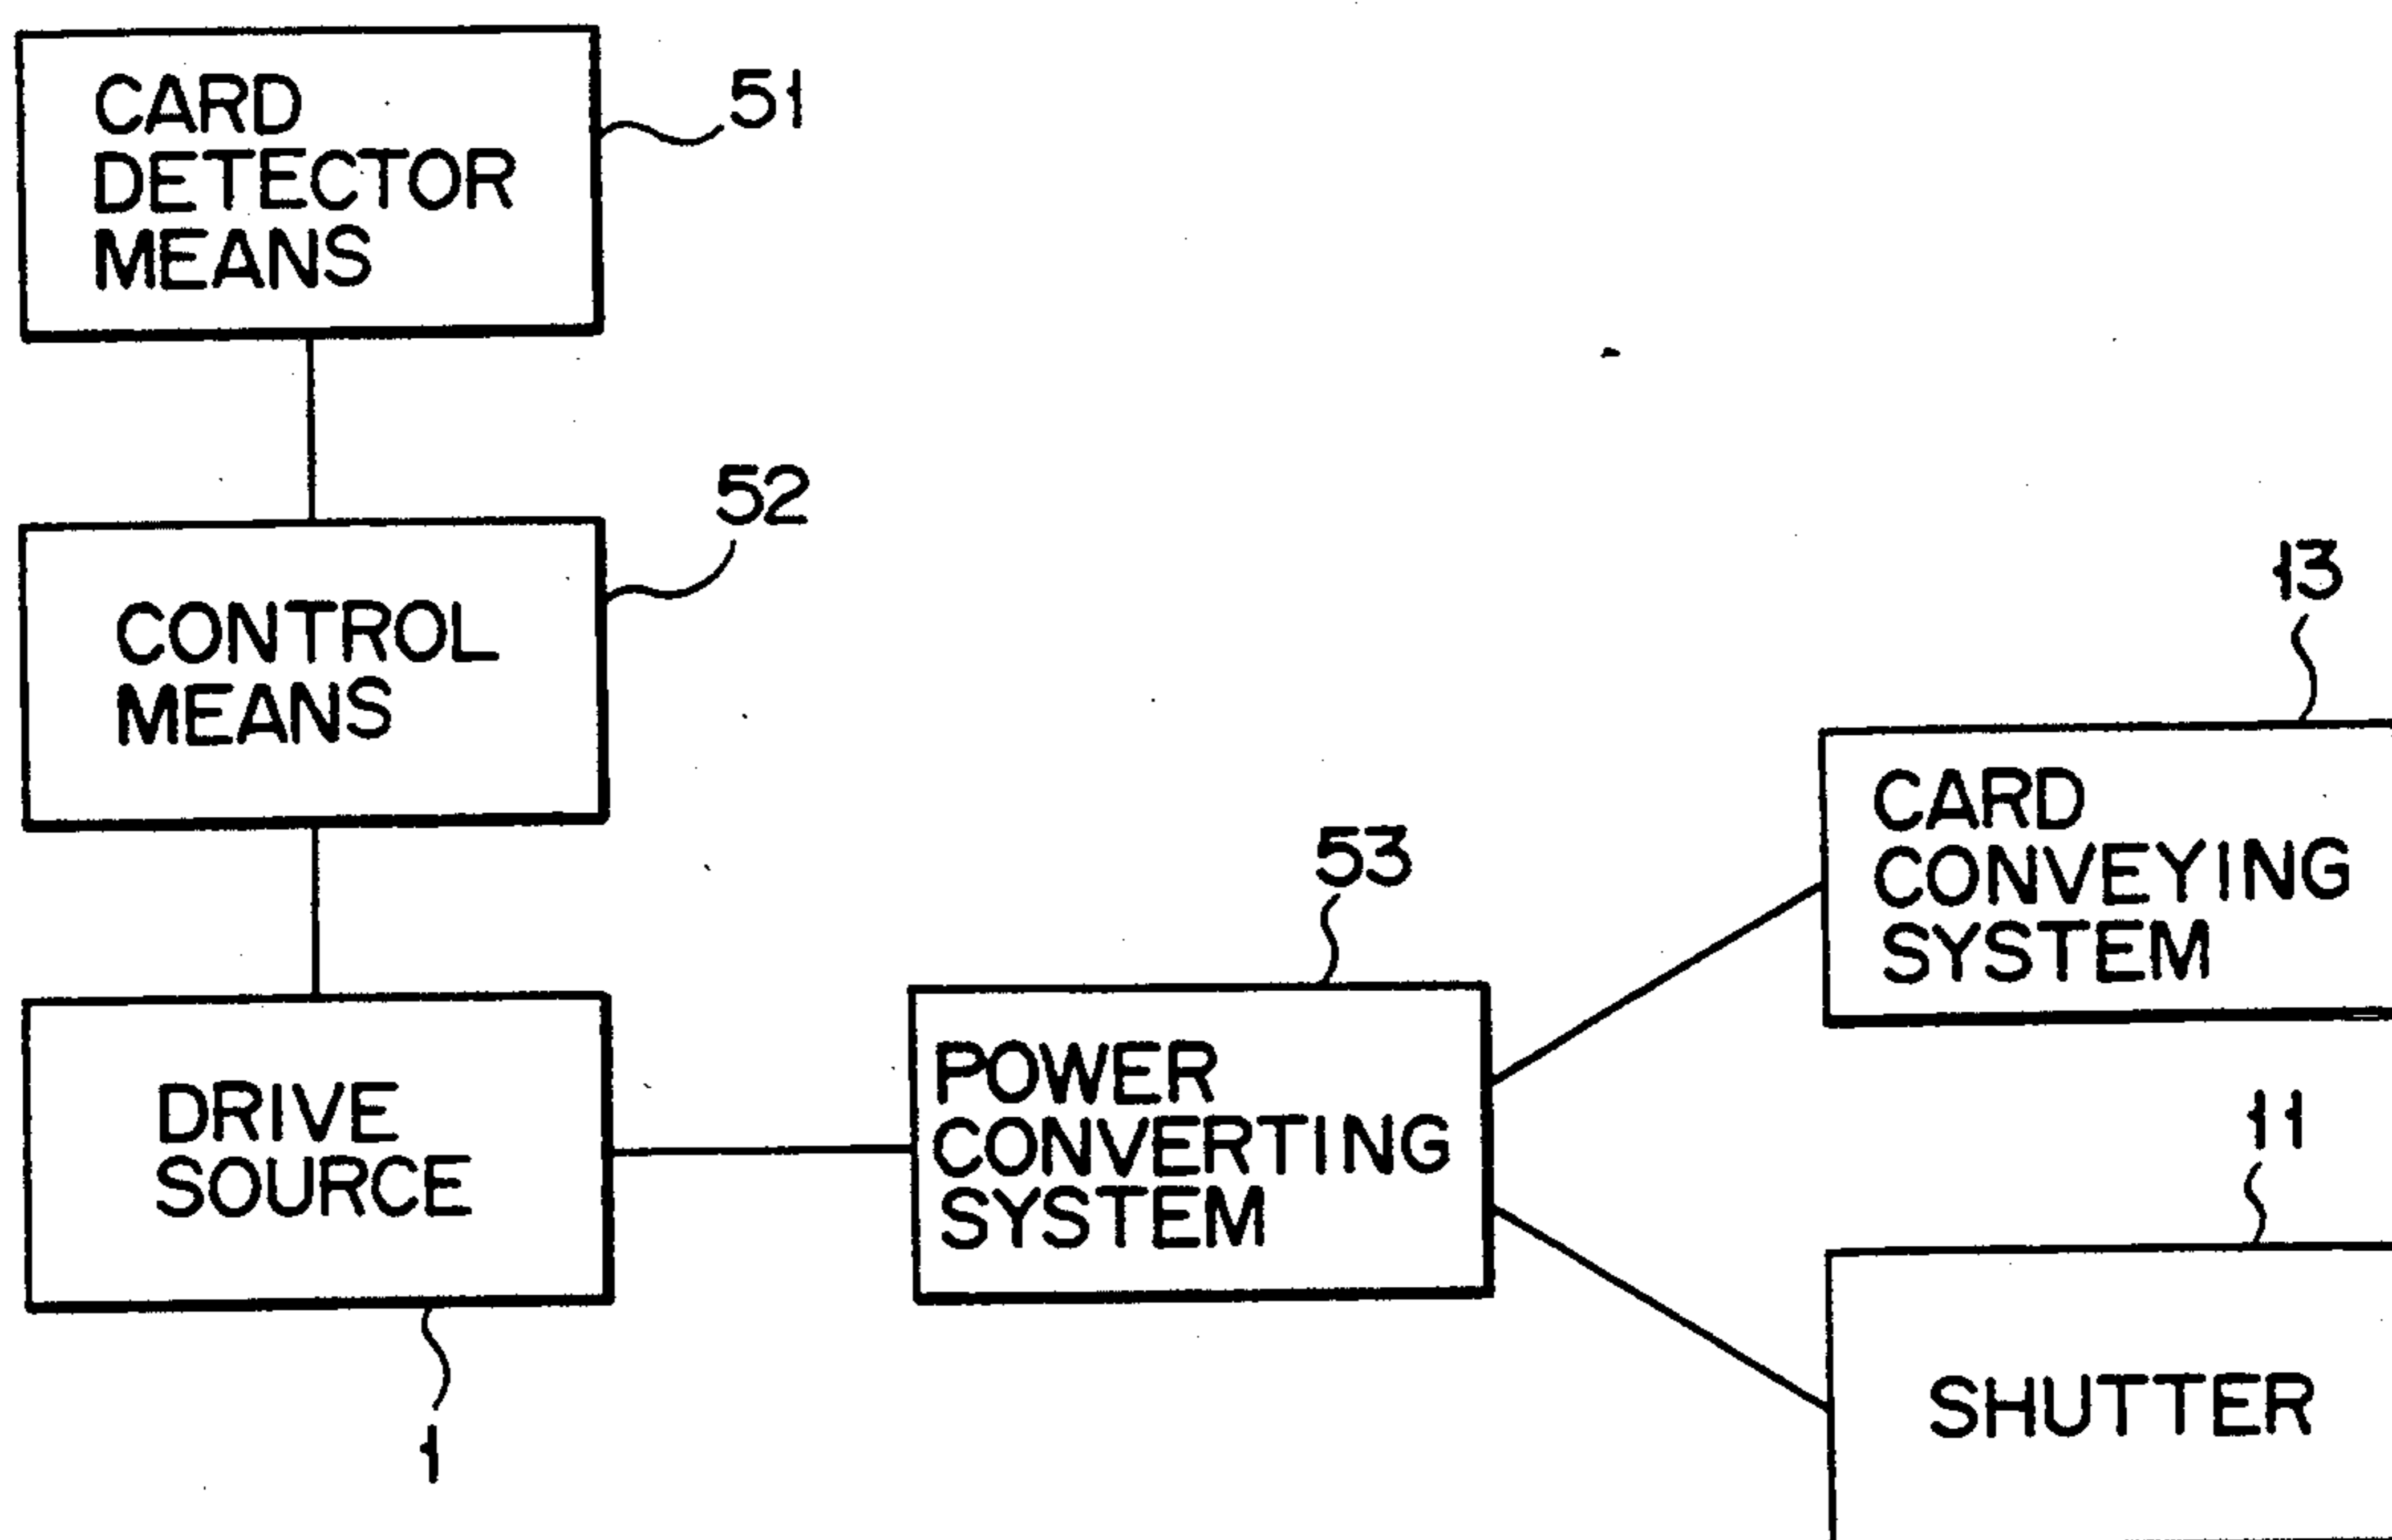 CARD
DETECTOR
MEANS
51
CONTROL
MEANS
52
DRIVE
SOURCE
1
POWER
CONVERTING
SYSTEM
53
CARD
CONVEYING
SYSTEM
13
SHUTTER
11